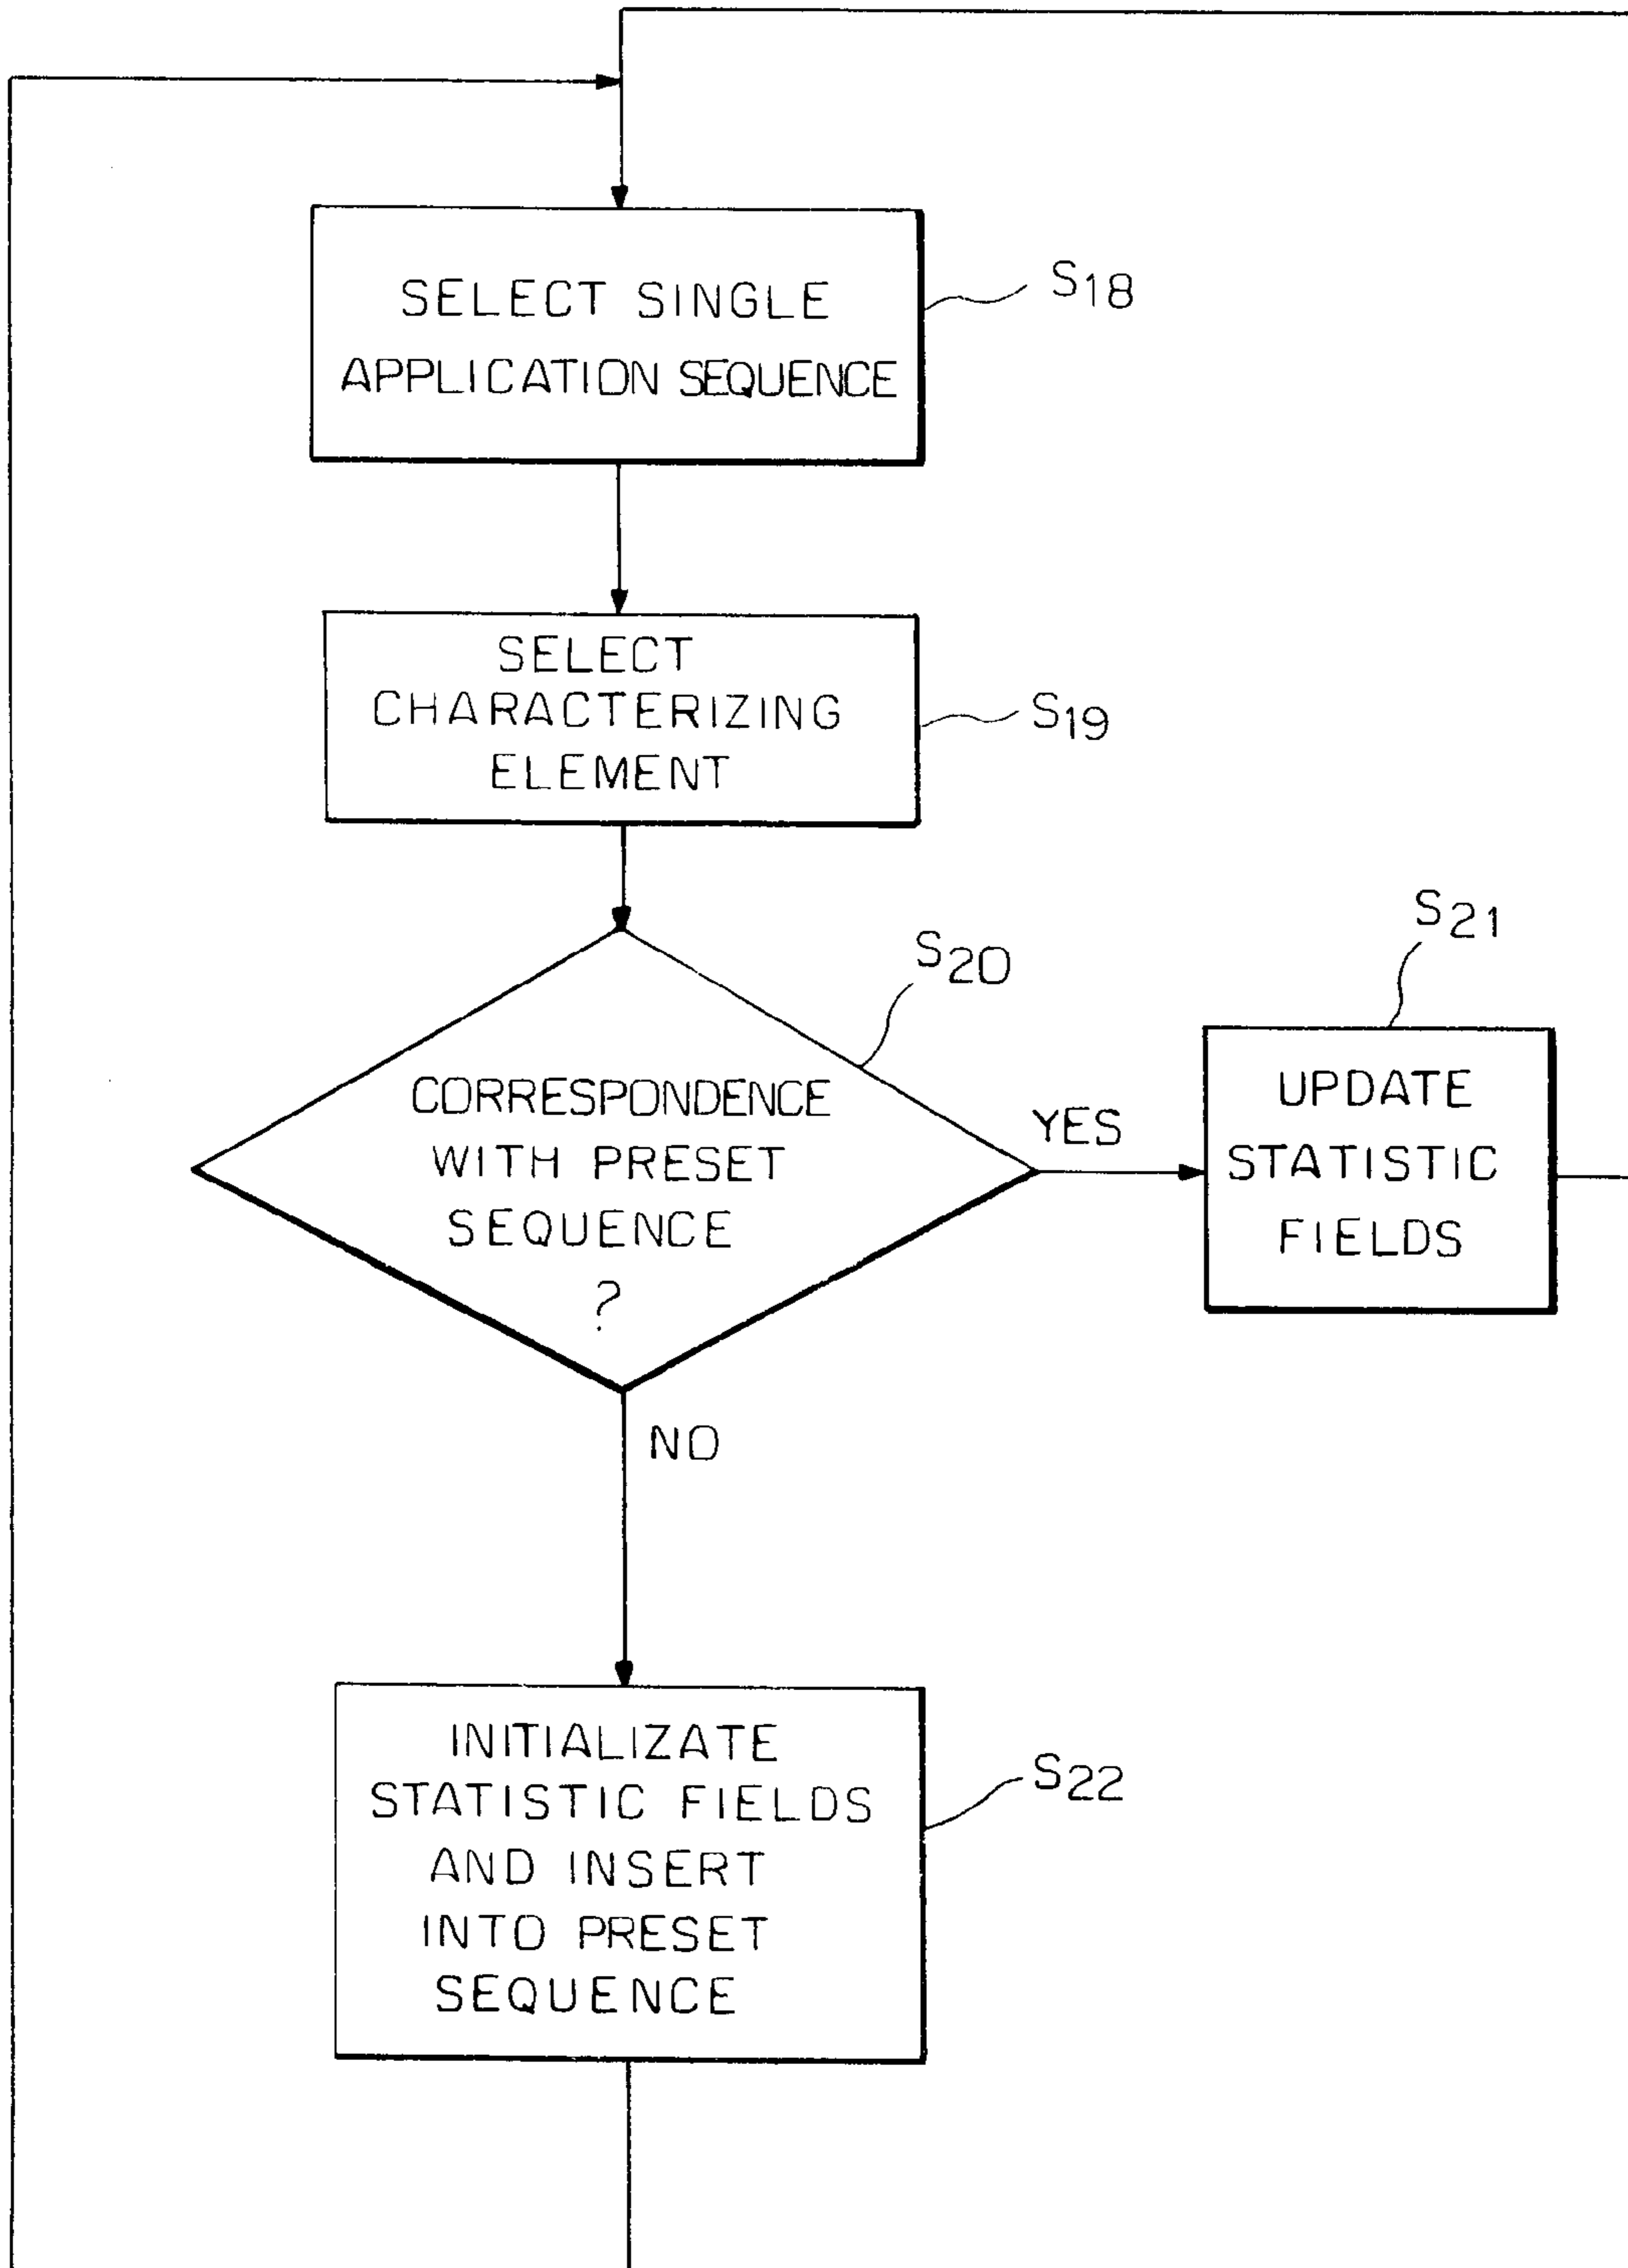 SELECT SINGLE
APPLICATION SEQUENCE
S18
SELECT
CHARACTERIZING
ELEMENT
S19
S20
CORRESPONDENCE
WITH PRESET
SEQUENCE
?
YES
S21
UPDATE
STATISTIC
FIELDS
NO
INITIALIZATE
STATISTIC FIELDS
AND INSERT
INTO PRESET
SEQUENCE
S22